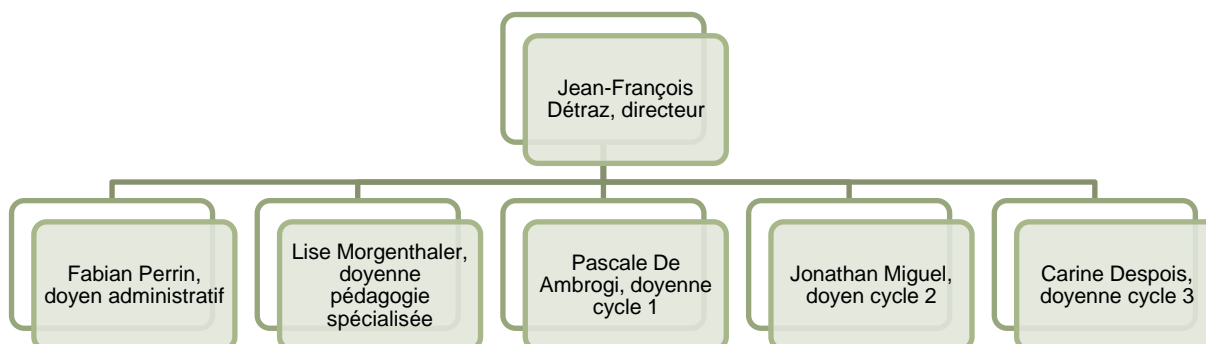 Jean-François
Détraz, directeur
Fabian Perrin,
doyen administratif
Lise Morgenthaler,
doyenne
pédagogie
spécialisée
Pascale De
Ambrogi, doyenne
cycle 1
Jonathan Miguel,
doyen cycle 2
Carine Despois,
doyenne cycle 3